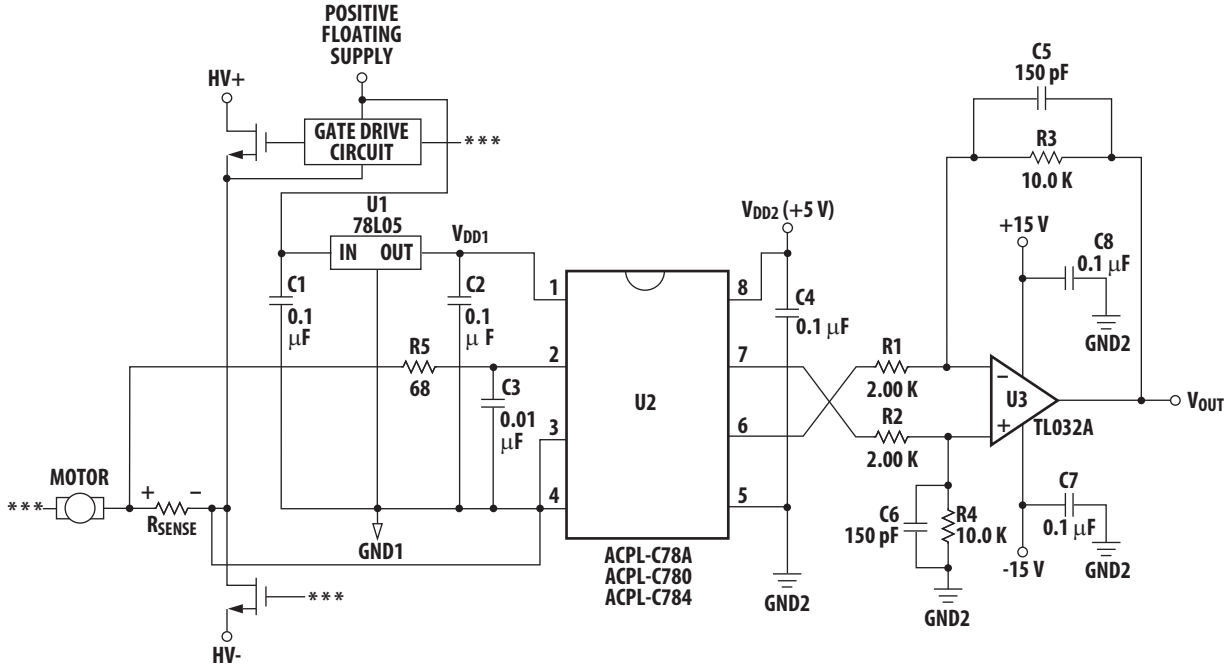 POSITIVE
FLOATING
SUPPLY
HV+
GATE DRIVE
CIRCUIT
***
U1
78L05
IN OUT
VDD1
C1
0.1
µF
C2
0.1
µ F
R5
68
C3
0.01
µF
MOTOR
***
+ -
RSENSE
GND1
***
HV-
1
2
3
4
U2
8
7
6
5
ACPL-C78A
ACPL-C780
ACPL-C784
VDD2 (+5 V)
C4
0.1 µF
GND2
R1
2.00 K
R2
2.00 K
C5
150 pF
R3
10.0 K
+15 V
C8
0.1 µF
GND2
−
U3
+
TL032A
VOUT
C6
150 pF
R4
10.0 K
GND2
C7
0.1 µF
GND2
-15 V